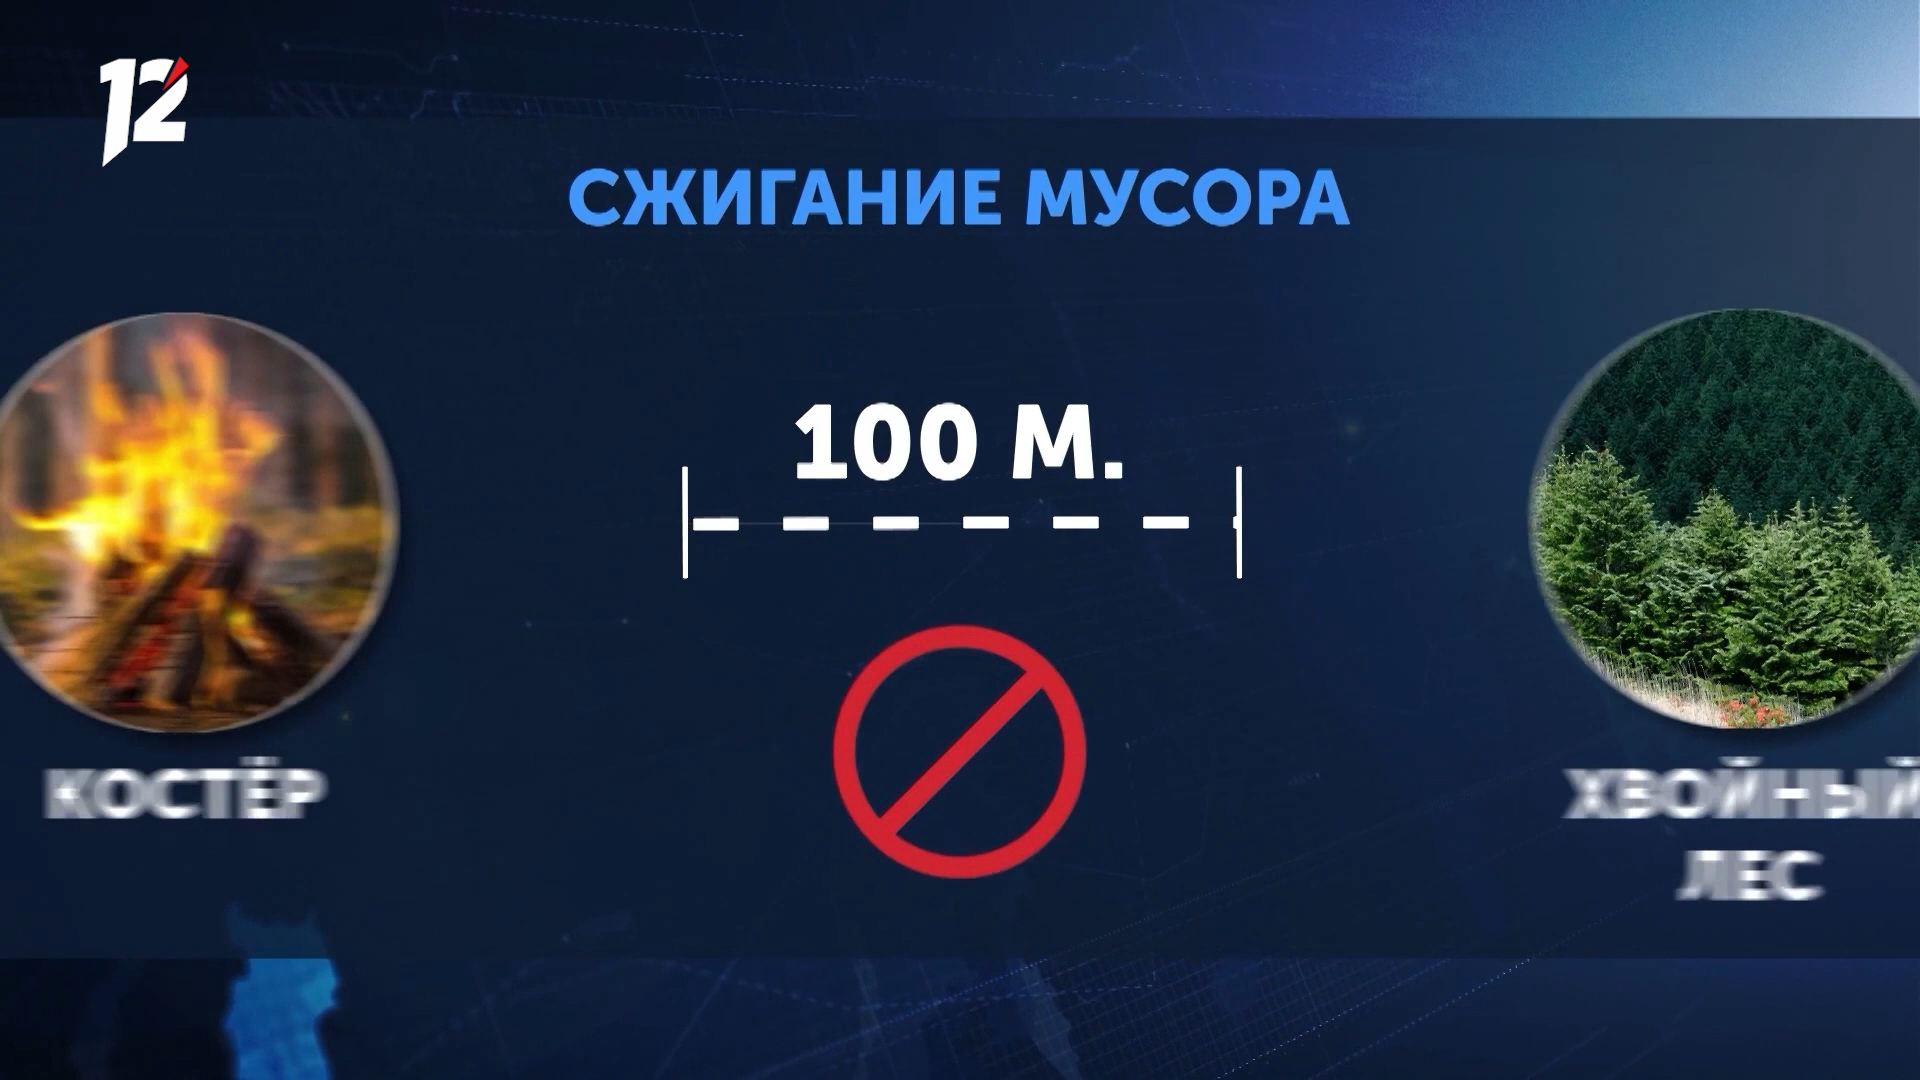 12
СЖИГАНИЕ МУСОРА
100 М.
КОСТЁР
ХВОЙНЫЙ
ЛЕС